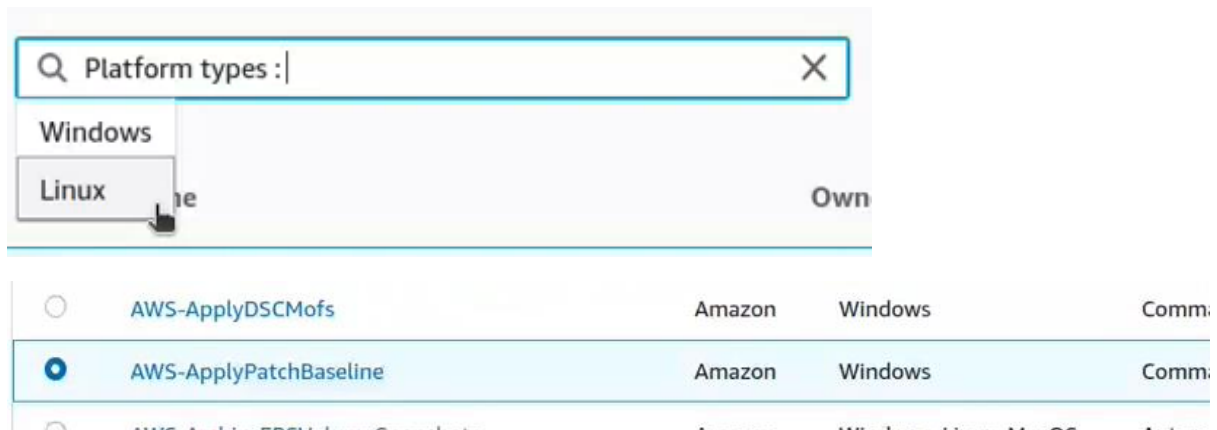 Platform types :
Windows
Linux
Own
AWS-ApplyDSCMofs Amazon Windows Comma
AWS-ApplyPatchBaseline Amazon Windows Comma